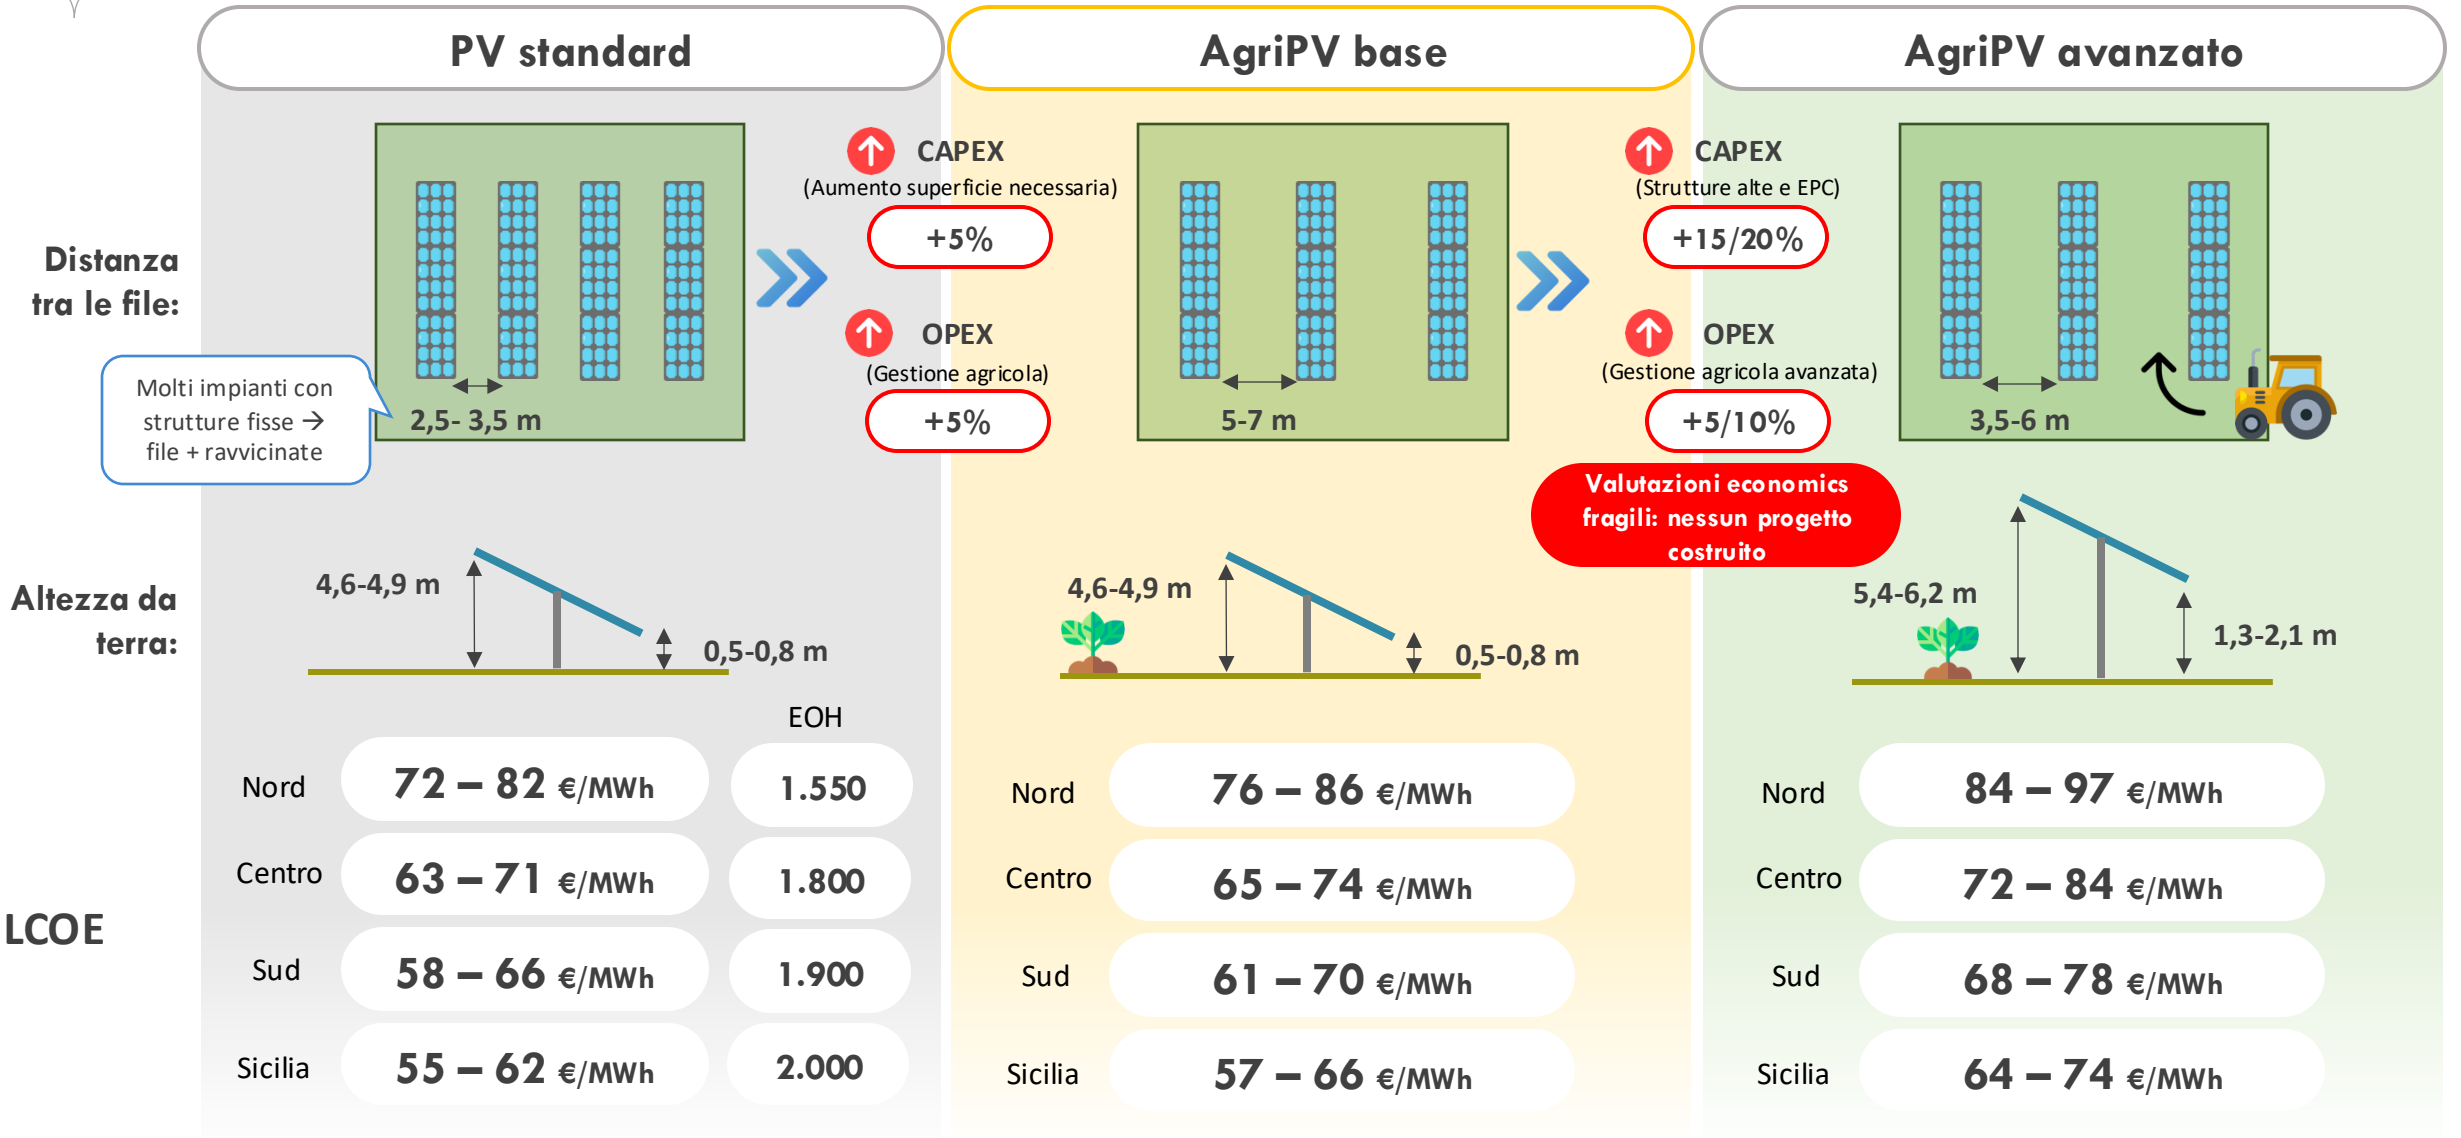 PV standard
AgriPV base
AgriPV avanzato
Distanza
tra le file:
Molti impianti con
strutture fisse →
file + ravvicinate
2,5- 3,5 m
CAPEX
(Aumento superficie necessaria)
+5%
OPEX
(Gestione agricola)
+5%
5-7 m
CAPEX
(Strutture alte e EPC)
+15/20%
OPEX
(Gestione agricola avanzata)
+5/10%
Valutazioni economics
fragili: nessun progetto
costruito
3,5-6 m
Altezza da
terra:
4,6-4,9 m
0,5-0,8 m
4,6-4,9 m
0,5-0,8 m
5,4-6,2 m
1,3-2,1 m
LCOE
EOH
Nord
72 – 82 €/MWh
1.550
Centro
63 – 71 €/MWh
1.800
Sud
58 – 66 €/MWh
1.900
Sicilia
55 – 62 €/MWh
2.000
Nord
76 – 86 €/MWh
Centro
65 – 74 €/MWh
Sud
61 – 70 €/MWh
Sicilia
57 – 66 €/MWh
Nord
84 – 97 €/MWh
Centro
72 – 84 €/MWh
Sud
68 – 78 €/MWh
Sicilia
64 – 74 €/MWh